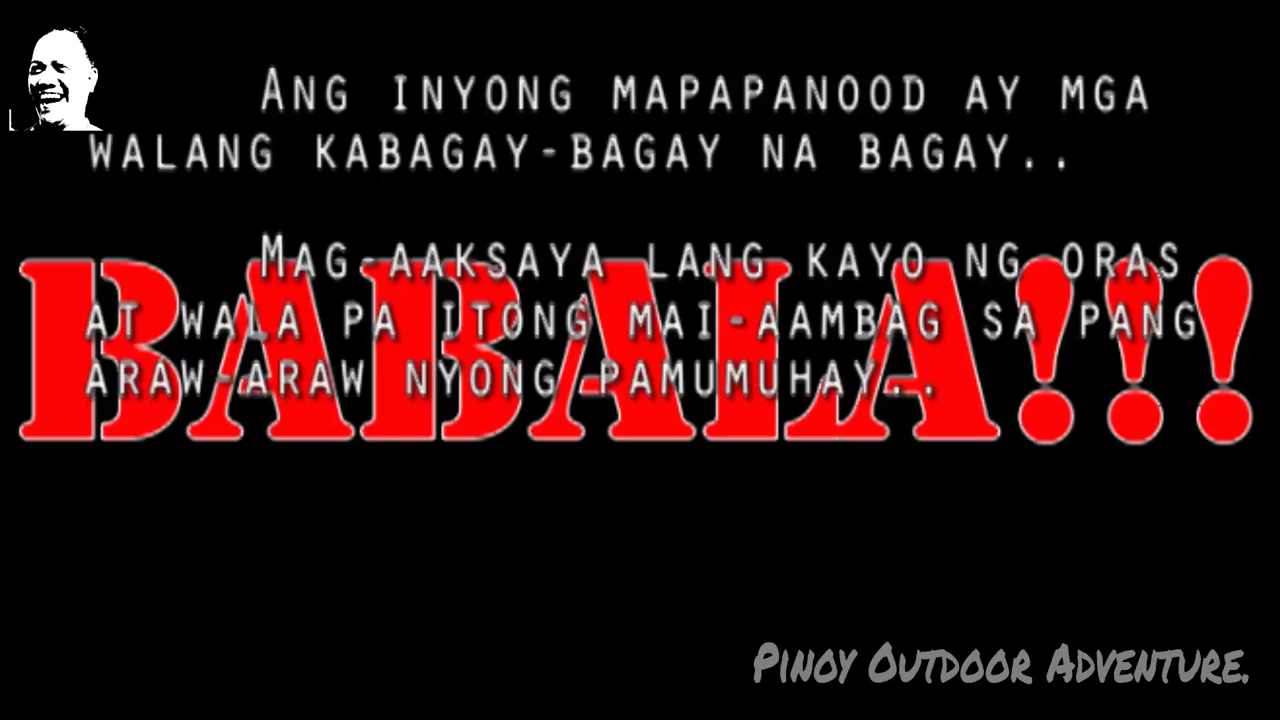 Ang inyong mapapanood ay mga
walang kabagay-bagay na bagay..
Mag-aaksaya lang kayo ng oras
at wala pa itong mai-aambag sa pang
araw-araw nyong pamumuhay..
BABALA!!!
Pinoy Outdoor Adventure.